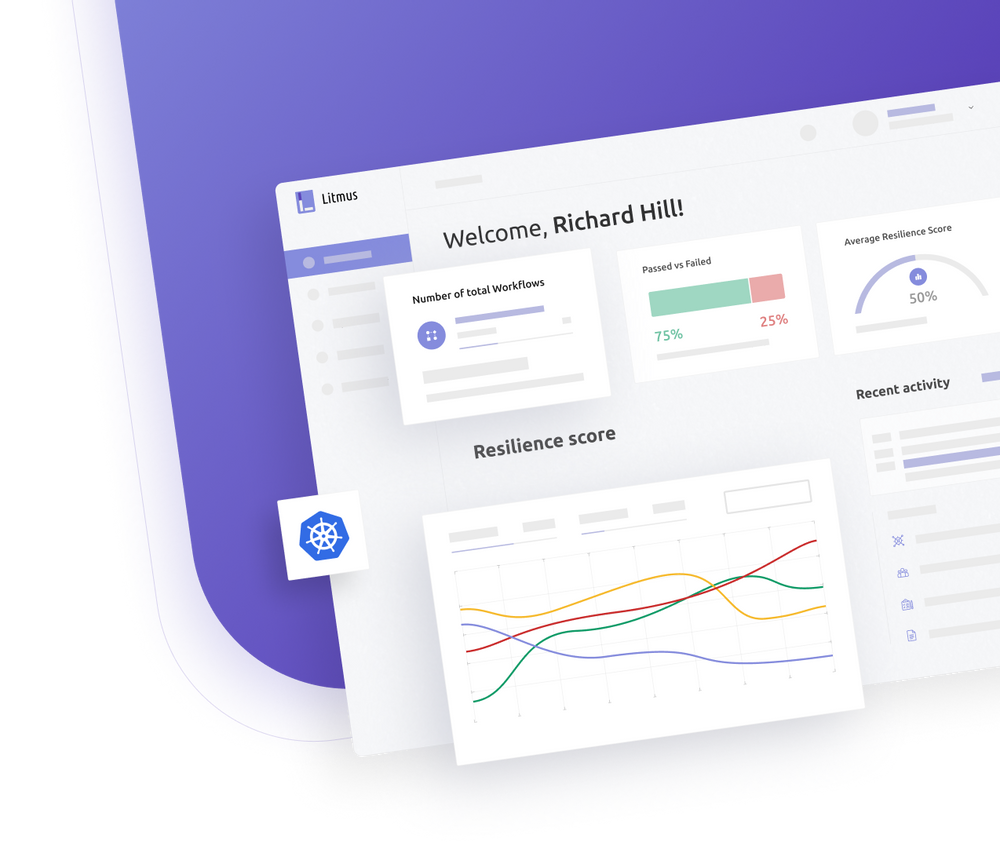 Litmus
Welcome, Richard Hill!
Number of total Workflows
Passed vs Failed
75%
25%
Average Resilience Score
50%
Resilience score
Recent activity